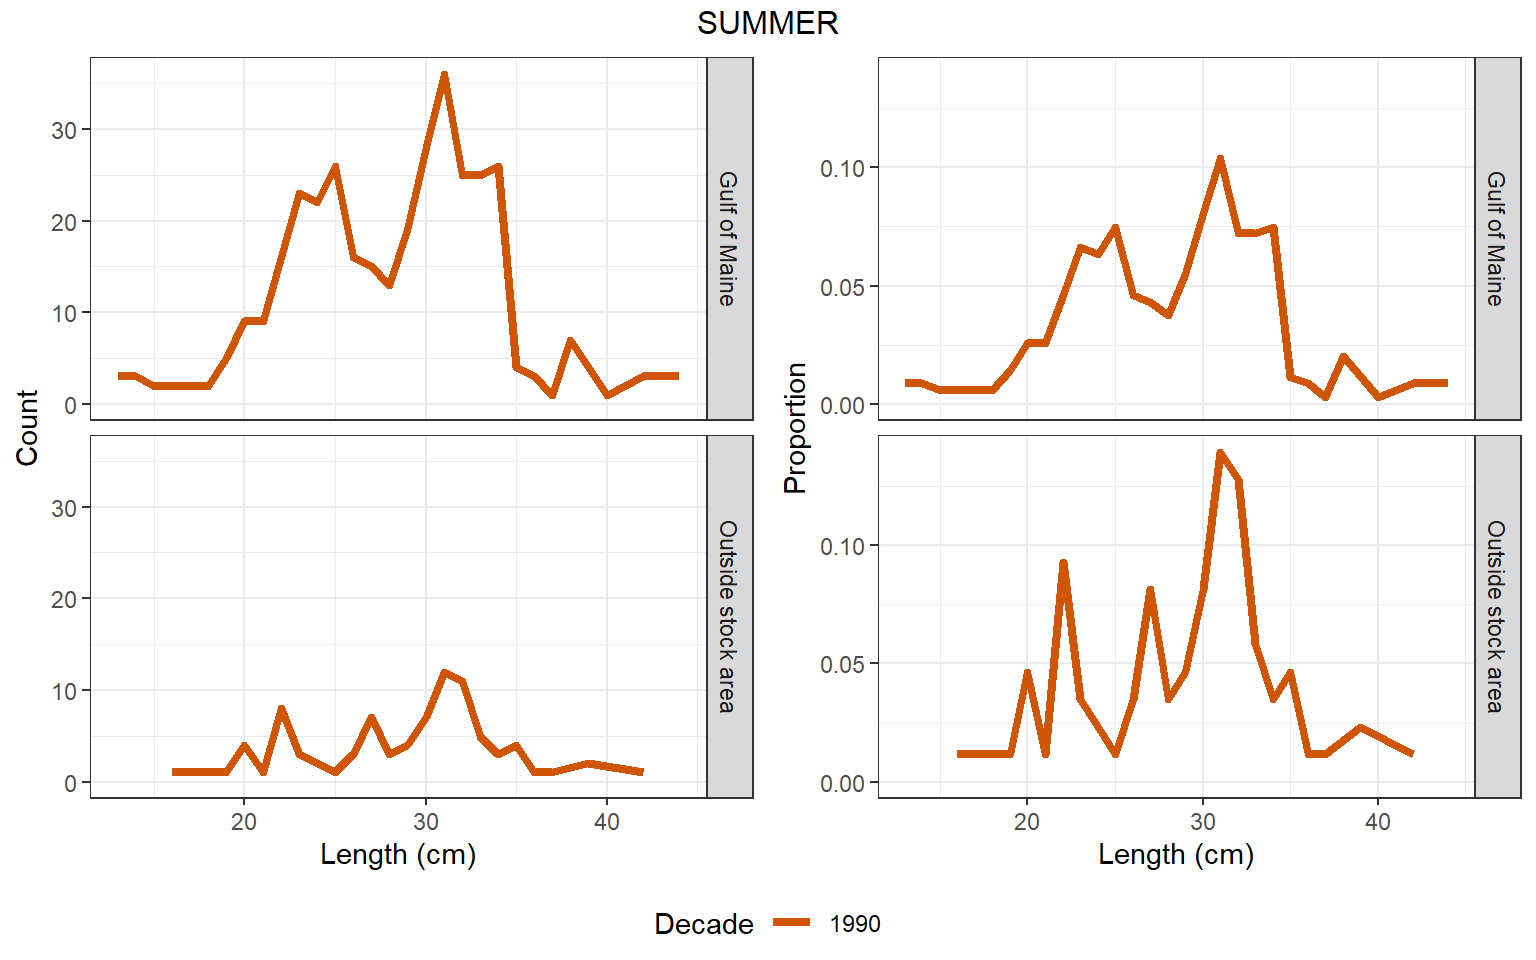 SUMMER
Count
30
20
10
0
Gulf of Maine
30
20
10
0
Outside stock area
20 30 40
Length (cm)
Proportion
0.10
0.05
0.00
Gulf of Maine
0.10
0.05
0.00
Outside stock area
20 30 40
Length (cm)
Decade 1990